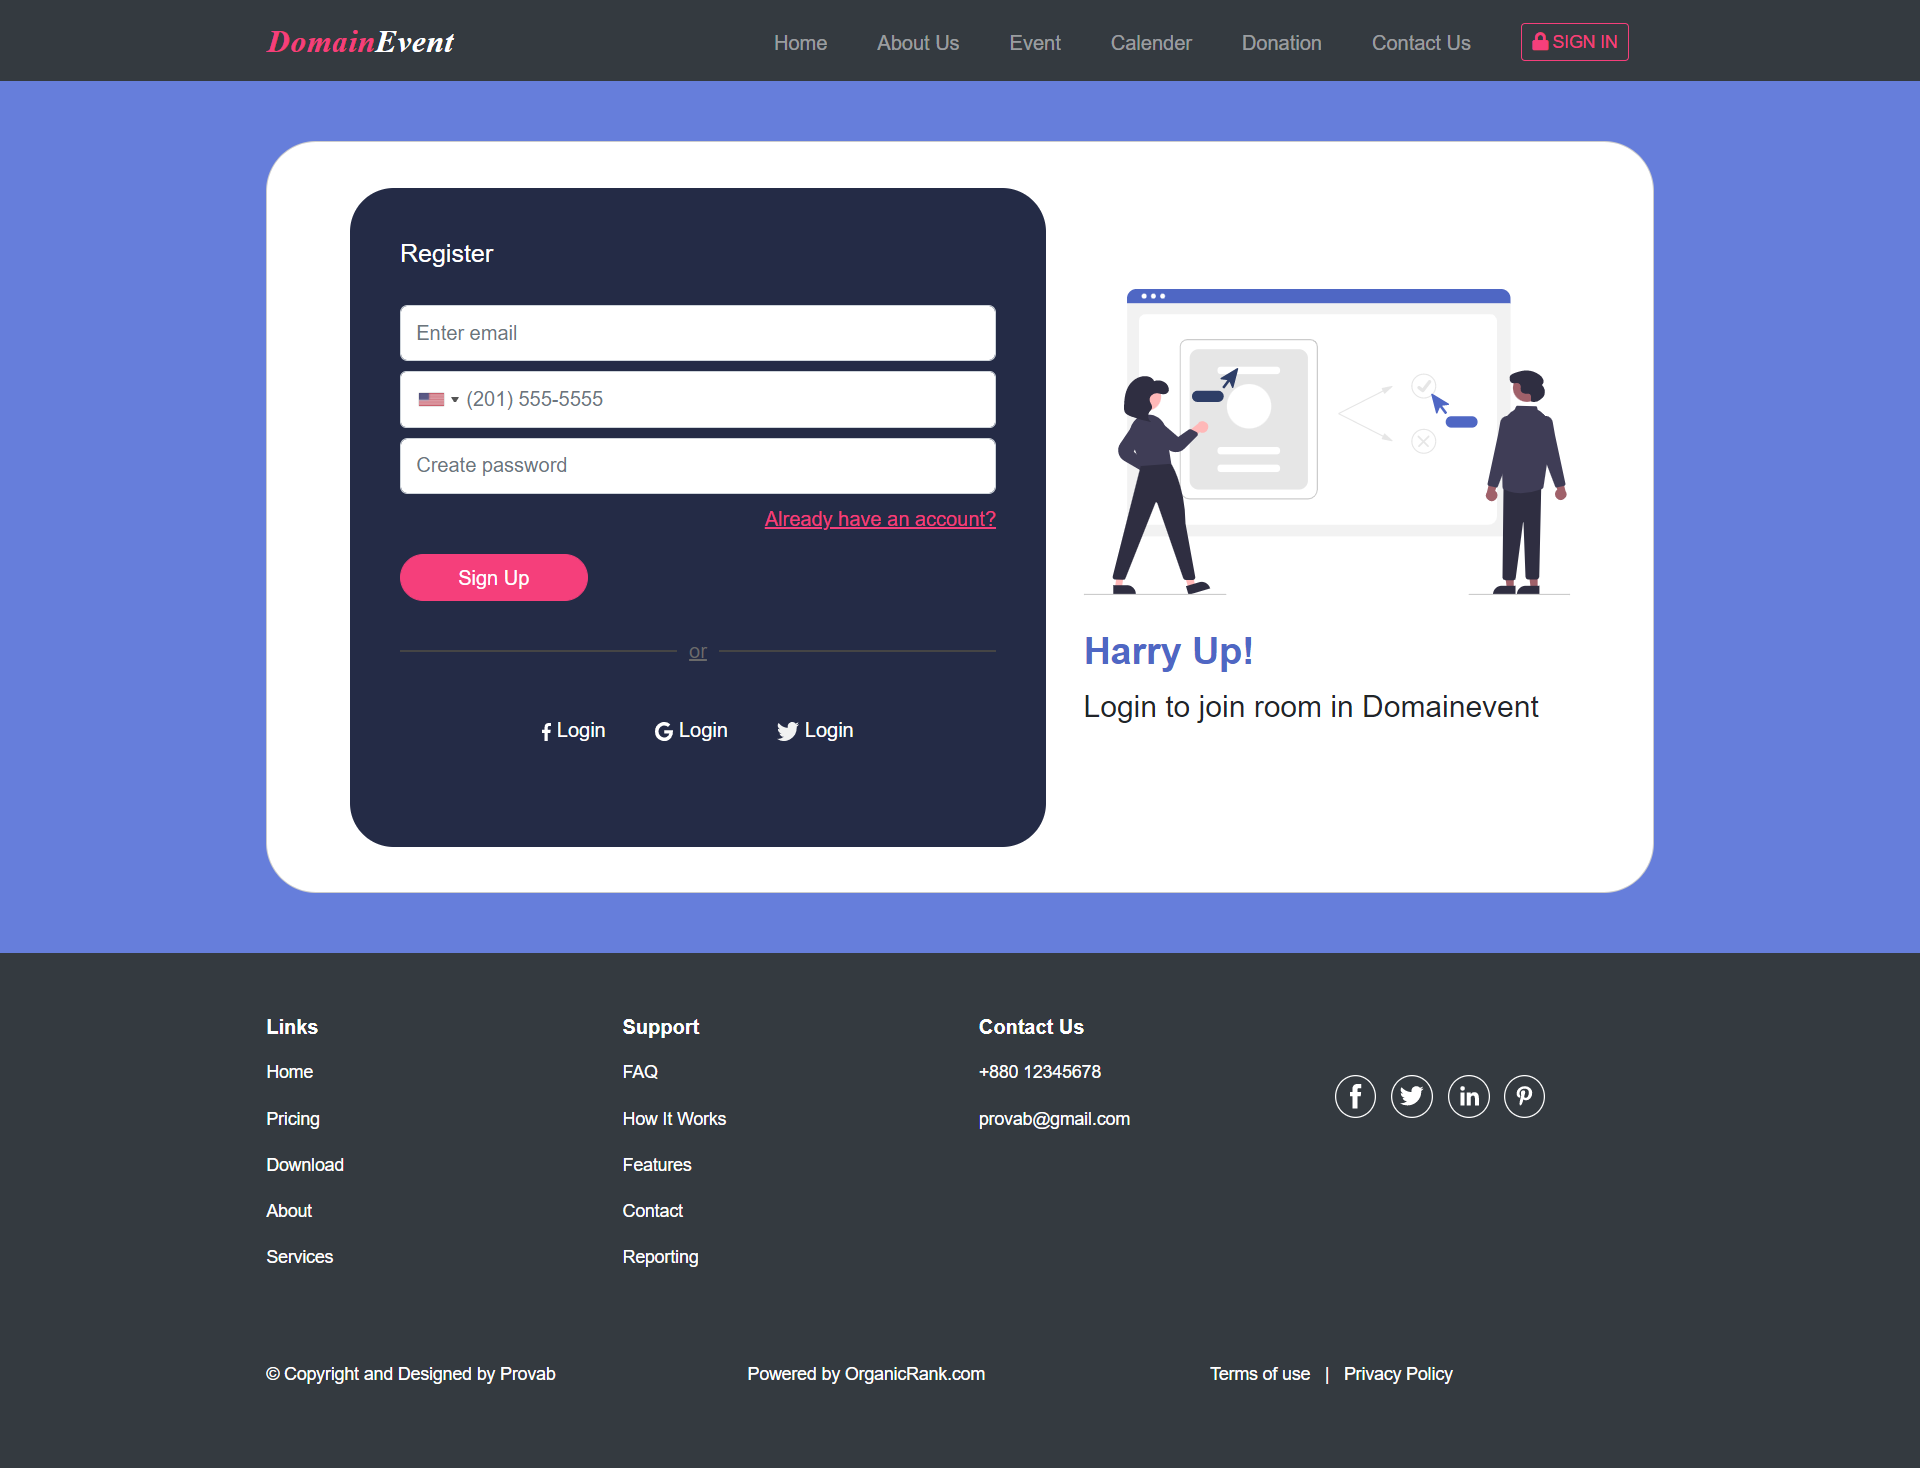 DomainEvent
Home
About Us
Event
Calender
Donation
Contact Us
SIGN IN
Register
Enter email
(201) 555-5555
Create password
Already have an account?
Sign Up
or
Login
Login
Login
Harry Up!
Login to join room in Domainevent
Links
Home
Pricing
Download
About
Services
Support
FAQ
How It Works
Features
Contact
Reporting
Contact Us
+880 12345678
provab@gmail.com
© Copyright and Designed by Provab
Powered by OrganicRank.com
Terms of use | Privacy Policy